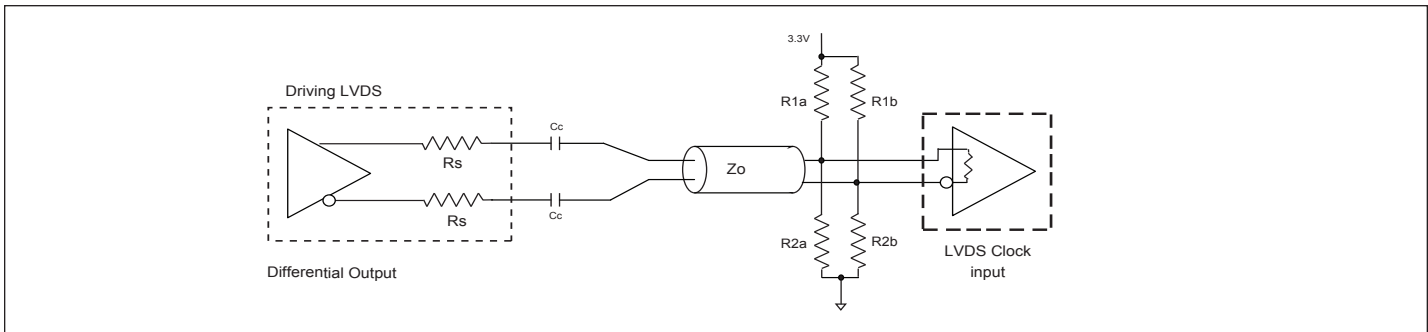 3.3V
Driving LVDS
R1a
R1b
Cc
Rs
Zo
Rs
Cc
R2a
R2b
LVDS Clock
input
Differential Output